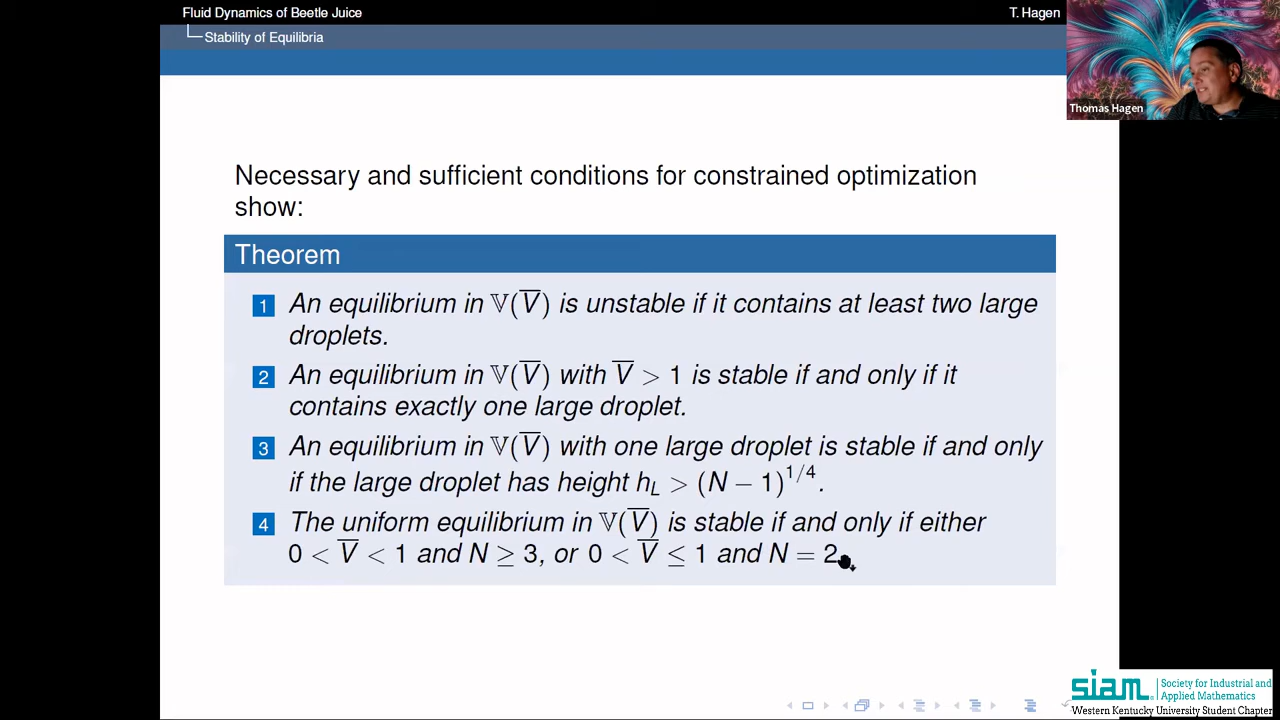 Fluid Dynamics of Beetle Juice
T. Hagen
Stability of Equilibria
Thomas Hagen
Necessary and sufficient conditions for constrained optimization
show:
Theorem
1 An equilibrium in 𝕍(V̅) is unstable if it contains at least two large
droplets.
2 An equilibrium in 𝕍(V̅) with V̅ > 1 is stable if and only if it
contains exactly one large droplet.
3 An equilibrium in 𝕍(V̅) with one large droplet is stable if and only
if the large droplet has height h_L > (N − 1)^{1/4}.
4 The uniform equilibrium in 𝕍(V̅) is stable if and only if either
0 < V̅ < 1 and N ≥ 3, or 0 < V̅ ≤ 1 and N = 2.
siam. Society for Industrial and
Applied Mathematics
Western Kentucky University Student Chapter